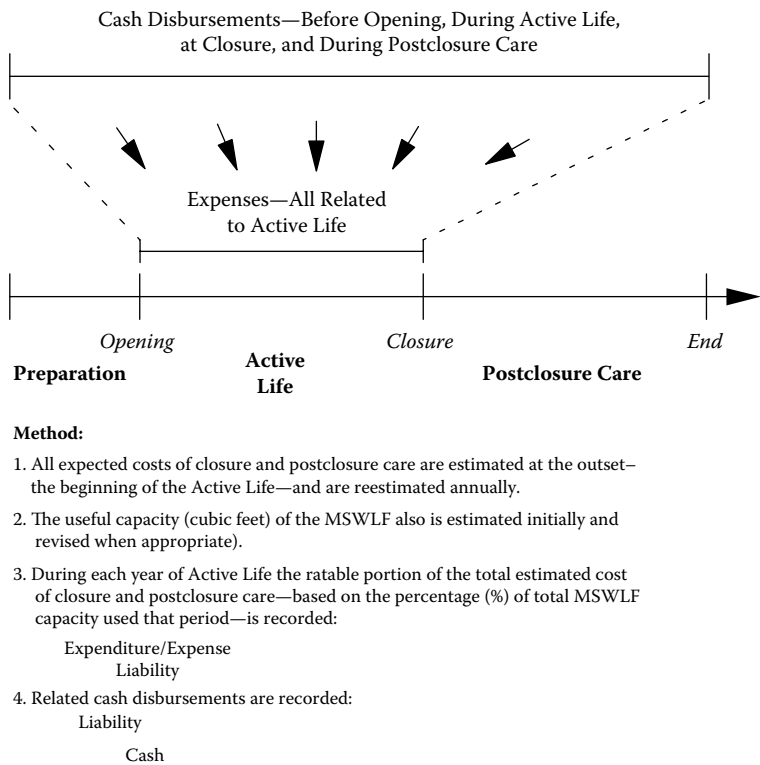 Cash Disbursements—Before Opening, During Active Life,
at Closure, and During Postclosure Care
Expenses—All Related
to Active Life
Opening
Closure
End
Preparation
Active
Life
Postclosure Care
Method:
1. All expected costs of closure and postclosure care are estimated at the outset–
the beginning of the Active Life—and are reestimated annually.
2. The useful capacity (cubic feet) of the MSWLF also is estimated initially and
revised when appropriate).
3. During each year of Active Life the ratable portion of the total estimated cost
of closure and postclosure care—based on the percentage (%) of total MSWLF
capacity used that period—is recorded:
Expenditure/Expense
Liability
4. Related cash disbursements are recorded:
Liability
Cash